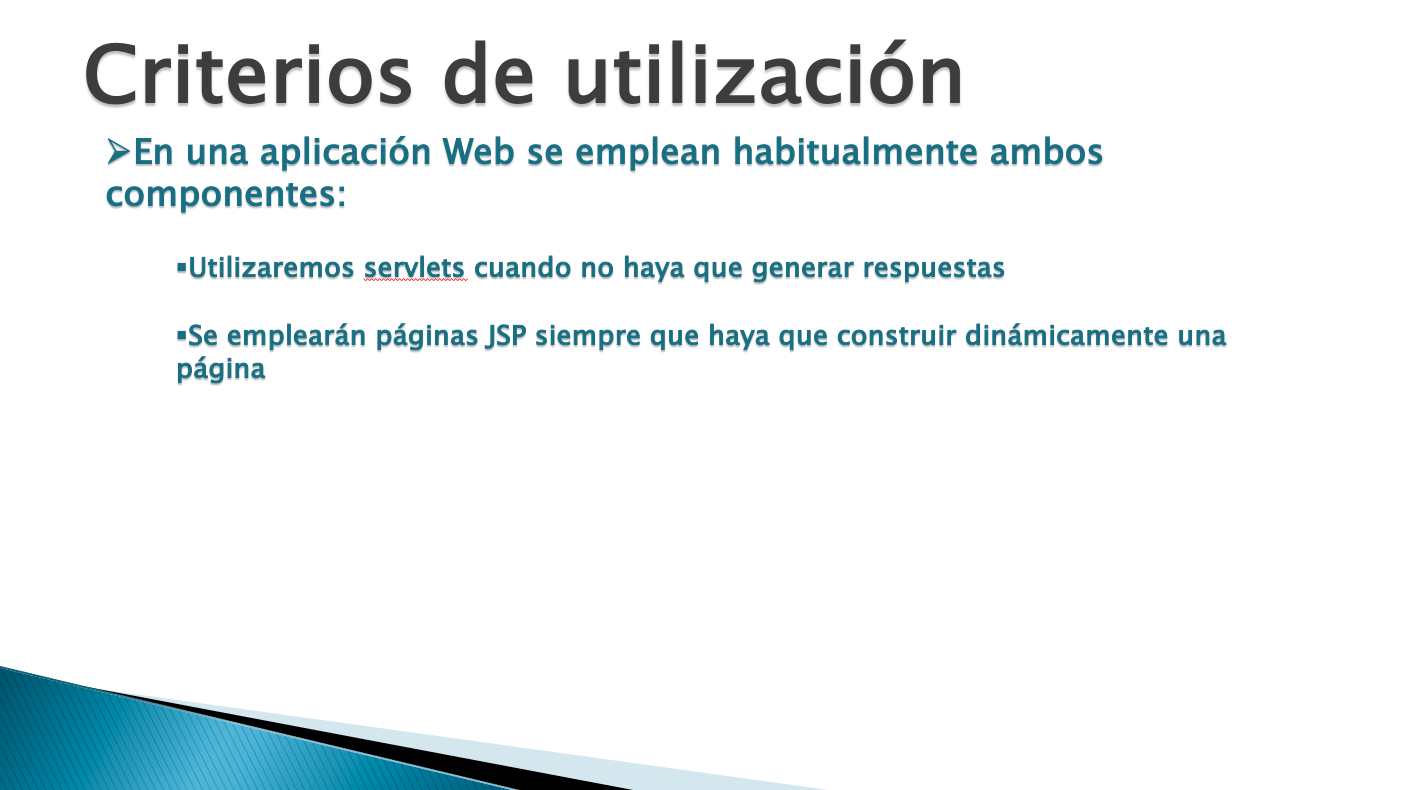 Criterios de utilización
➢En una aplicación Web se emplean habitualmente ambos
componentes:
▪Utilizaremos servlets cuando no haya que generar respuestas
▪Se emplearán páginas JSP siempre que haya que construir dinámicamente una
página